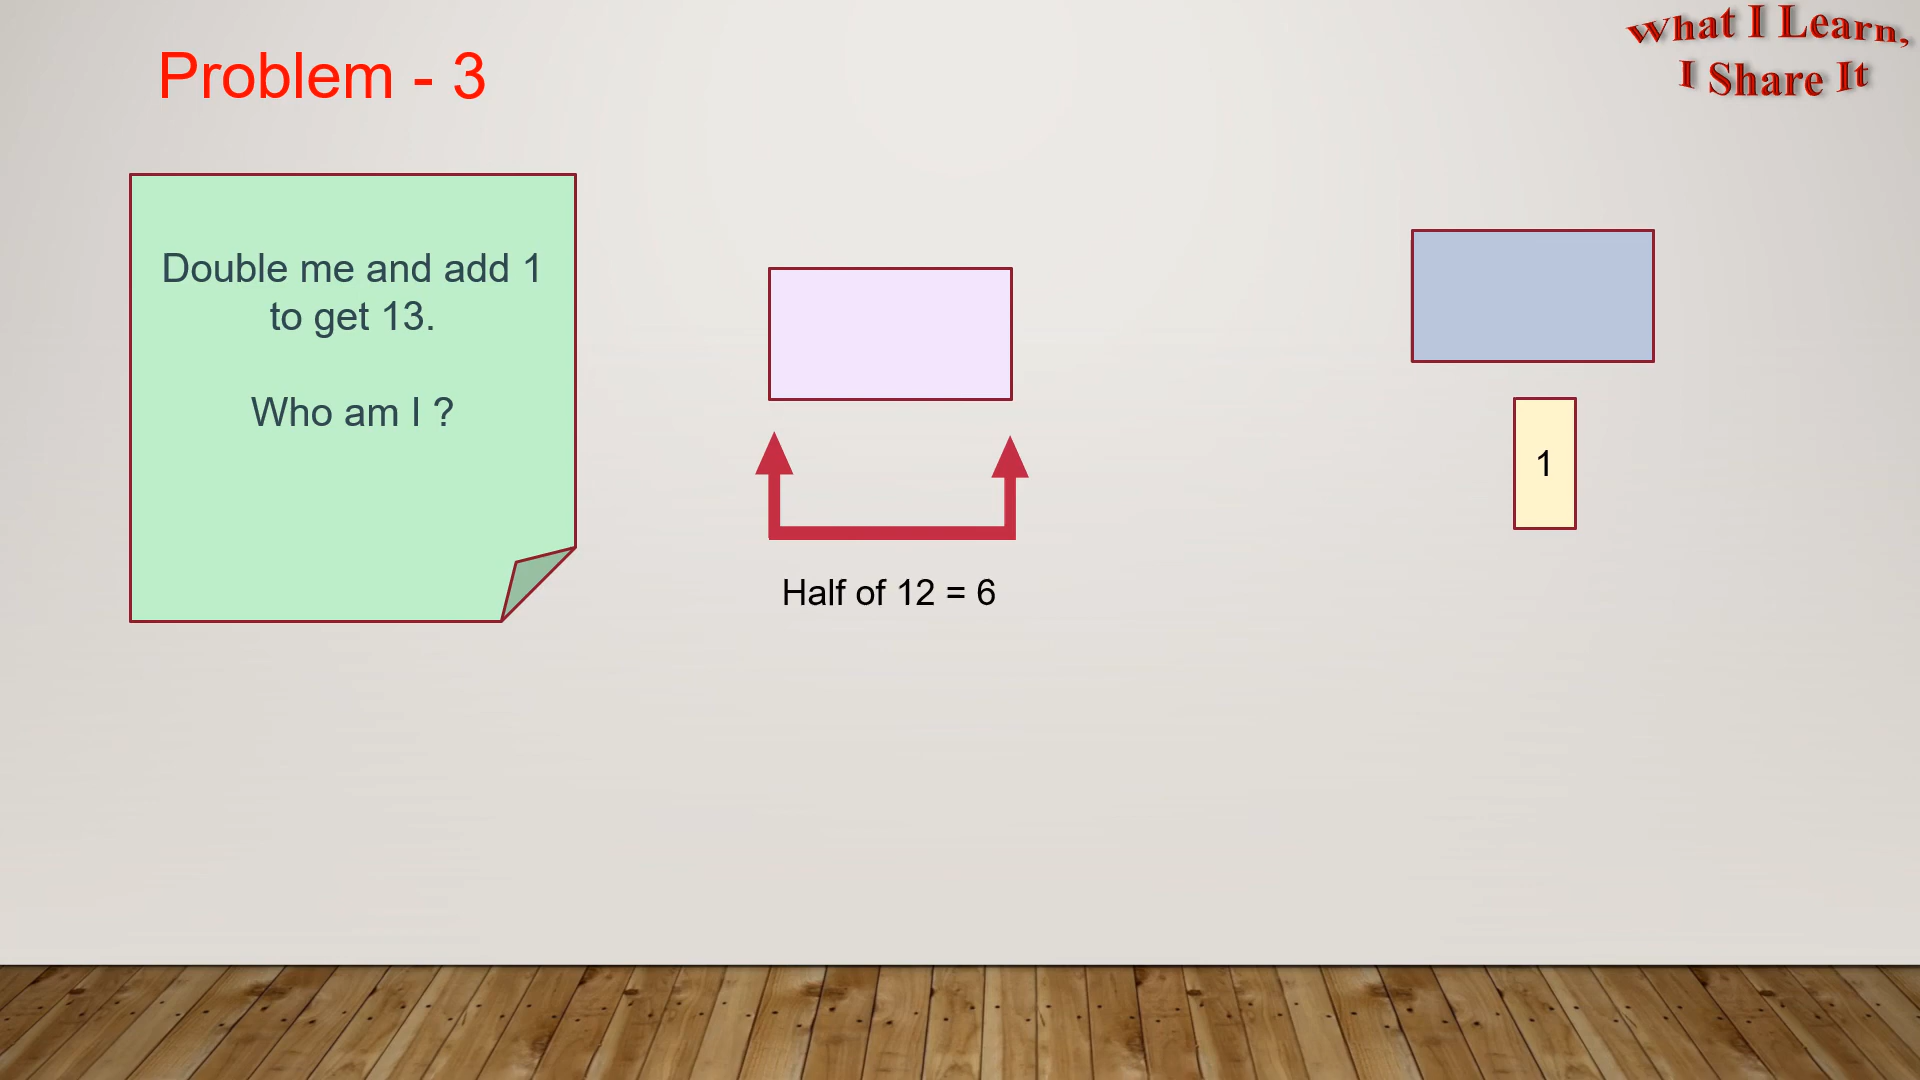 Problem - 3
What I Learn,
I Share It
Double me and add 1
to get 13.
Who am I ?
1
Half of 12 = 6